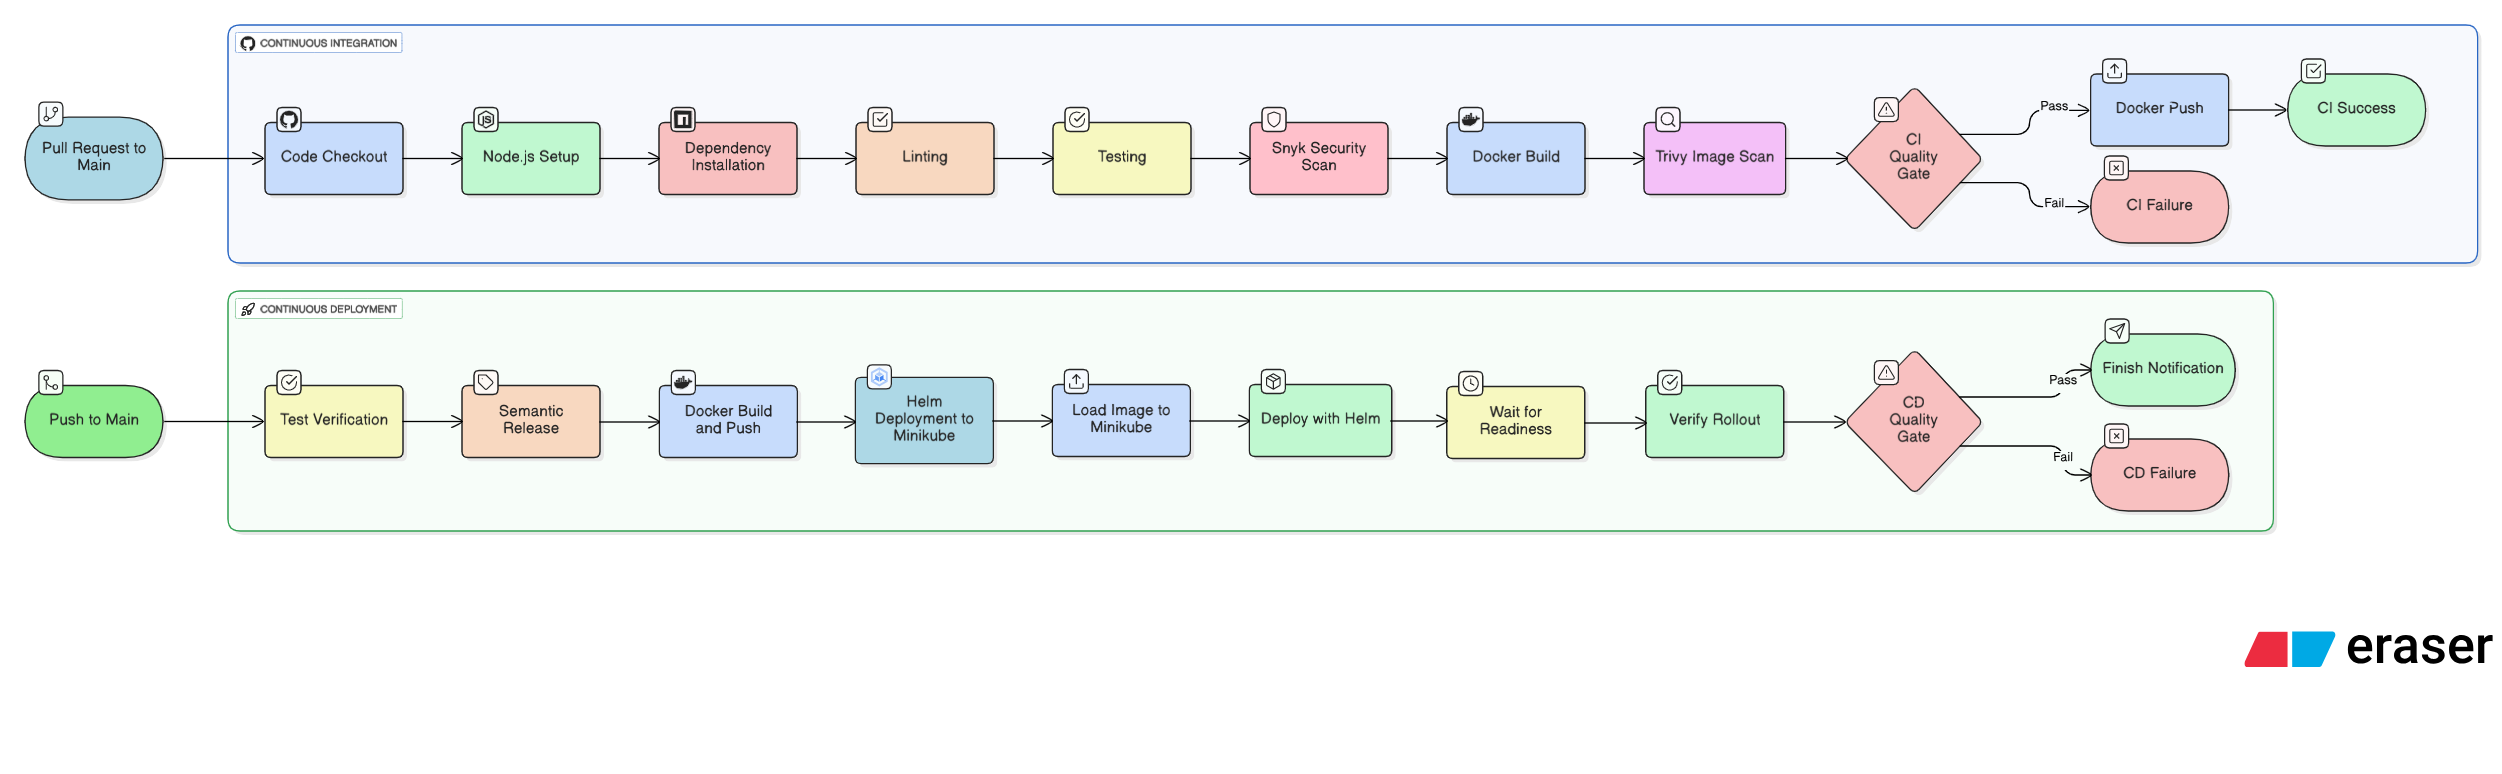 CONTINUOUS INTEGRATION
Pull Request to
Main
Code Checkout
Node.js Setup
Dependency
Installation
Linting
Testing
Snyk Security
Scan
Docker Build
Trivy Image Scan
CI
Quality
Gate
Pass
Docker Push
CI Success
Fail
CI Failure
CONTINUOUS DEPLOYMENT
Push to Main
Test Verification
Semantic
Release
Docker Build
and Push
Helm
Deployment to
Minikube
Load Image to
Minikube
Deploy with Helm
Wait for
Readiness
Verify Rollout
CD
Quality
Gate
Pass
Finish Notification
Fail
CD Failure
eraser